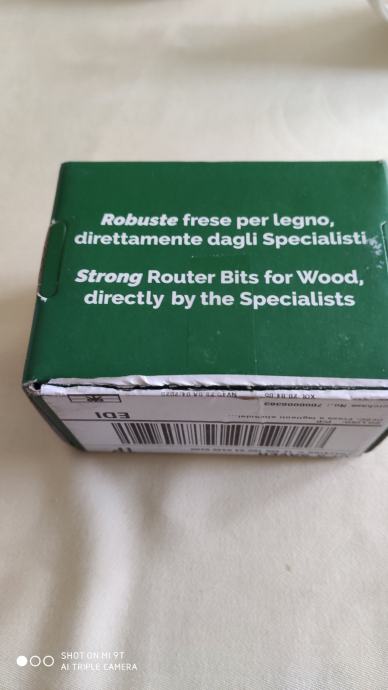 Robuste frese per legno,
direttamente dagli Specialisti
Strong Router Bits for Wood,
directly by the Specialists
EDI
SHOT ON MI 9T
AI TRIPLE CAMERA